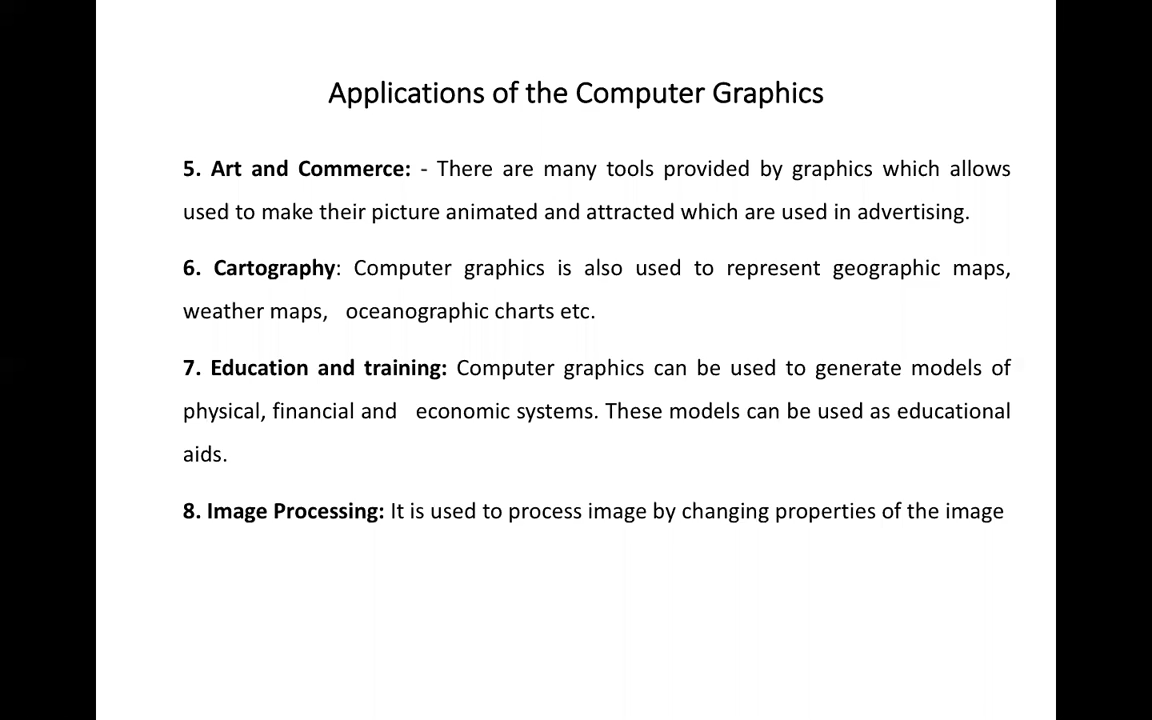 Applications of the Computer Graphics
5. Art and Commerce: - There are many tools provided by graphics which allows
used to make their picture animated and attracted which are used in advertising.
6. Cartography: Computer graphics is also used to represent geographic maps,
weather maps, oceanographic charts etc.
7. Education and training: Computer graphics can be used to generate models of
physical, financial and economic systems. These models can be used as educational
aids.
8. Image Processing: It is used to process image by changing properties of the image